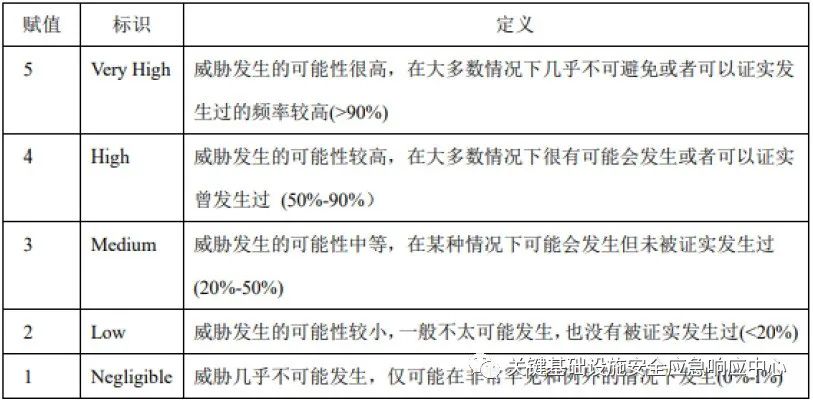 赋值 标识 定义
5 Very High 威胁发生的可能性很高，在大多数情况下几乎不可避免或者可以证实发
生过的频率较高(>90%)
4 High 威胁发生的可能性较高，在大多数情况下很有可能会发生或者可以证实
曾发生过 (50%-90%）
3 Medium 威胁发生的可能性中等，在某种情况下可能会发生但未被证实发生过
(20%-50%)
2 Low 威胁发生的可能性较小，一般不太可能发生，也没有被证实发生过(<20%)
1 Negligible 威胁几乎不可能发生，仅可能在非常罕见和例外的情况下发生(0%-1%)
关键基础设施安全应急响应中心